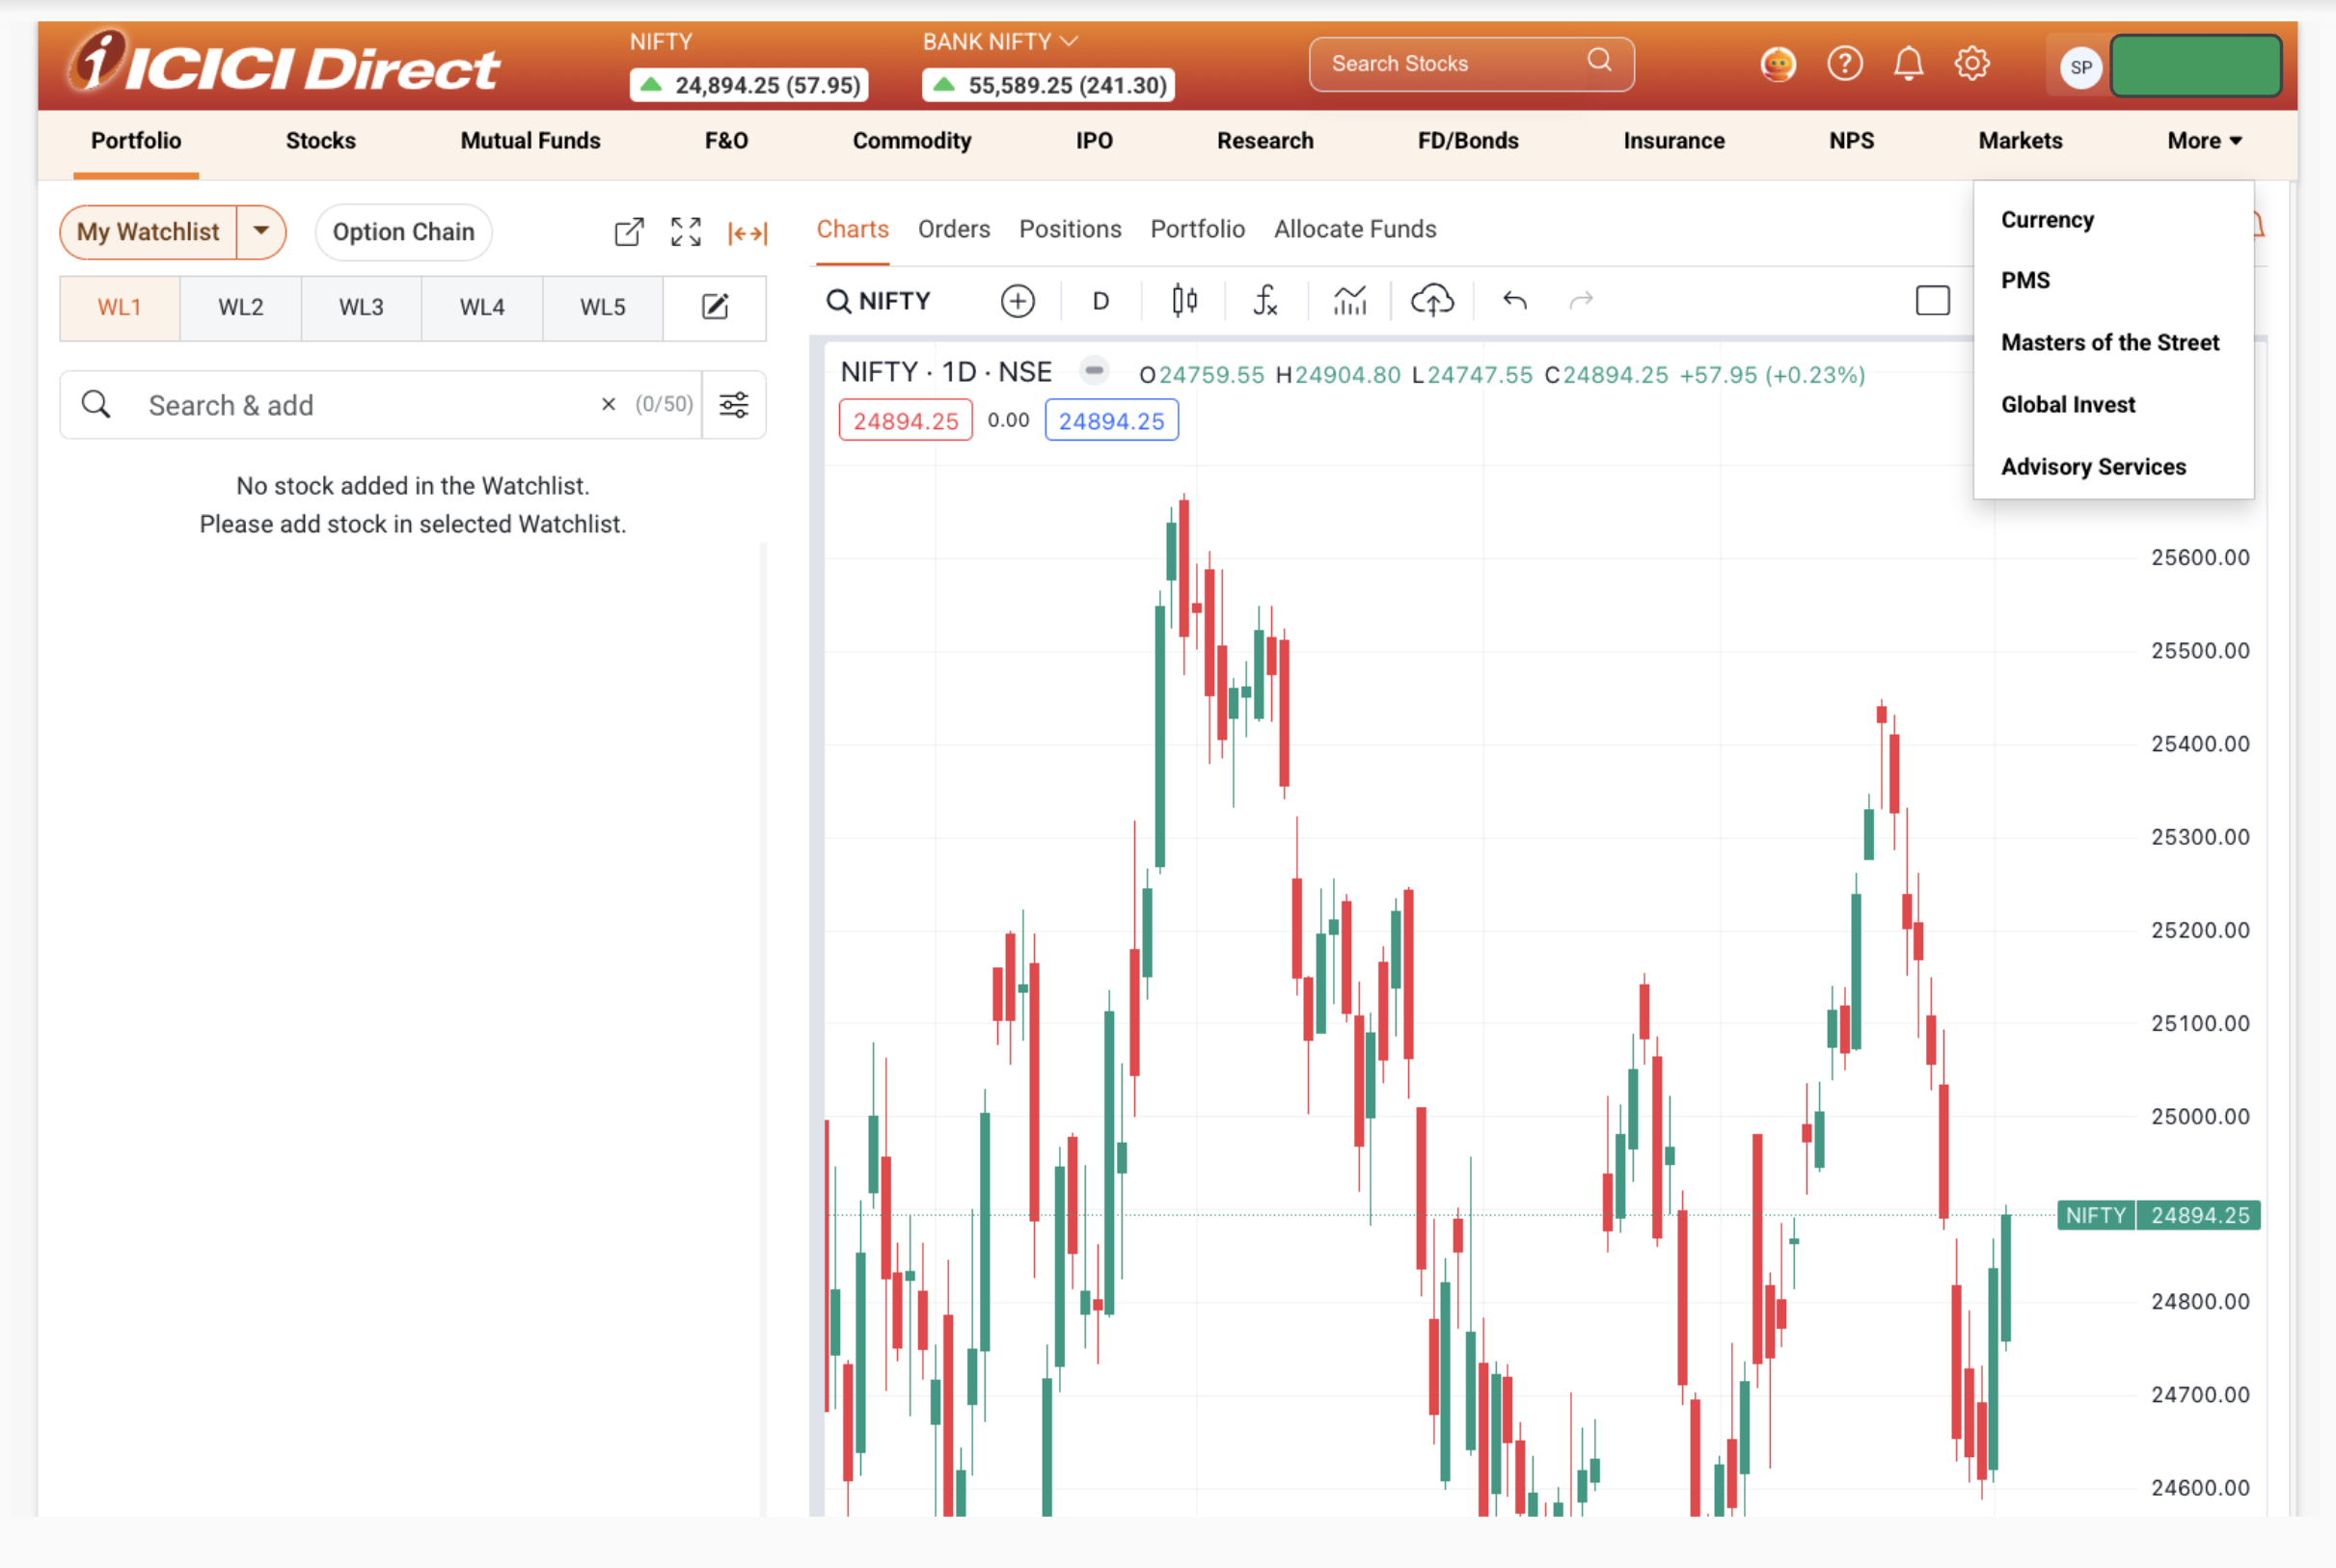 ICICI Direct
NIFTY
24,894.25 (57.95)
BANK NIFTY
55,589.25 (241.30)
Search Stocks
SP
Portfolio Stocks Mutual Funds F&O Commodity IPO Research FD/Bonds Insurance NPS Markets More
Currency
PMS
Masters of the Street
Global Invest
Advisory Services
My Watchlist Option Chain
WL1 WL2 WL3 WL4 WL5
Search & add × (0/50)
No stock added in the Watchlist.
Please add stock in selected Watchlist.
Charts Orders Positions Portfolio Allocate Funds
NIFTY D
NIFTY · 1D · NSE O24759.55 H24904.80 L24747.55 C24894.25 +57.95 (+0.23%)
24894.25 0.00 24894.25
25600.00
25500.00
25400.00
25300.00
25200.00
25100.00
25000.00
NIFTY 24894.25
24800.00
24700.00
24600.00